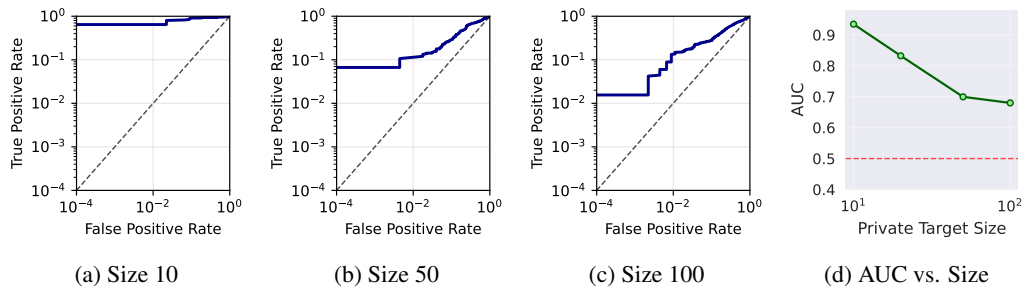 10^0
10^-1
10^-2
10^-3
10^-4
True Positive Rate
10^-4
10^-2
10^0
False Positive Rate
(a) Size 10
10^0
10^-1
10^-2
10^-3
10^-4
True Positive Rate
10^-4
10^-2
10^0
False Positive Rate
(b) Size 50
10^0
10^-1
10^-2
10^-3
10^-4
True Positive Rate
10^-4
10^-2
10^0
False Positive Rate
(c) Size 100
0.9
0.8
0.7
0.6
0.5
0.4
AUC
10^1
10^2
Private Target Size
(d) AUC vs. Size